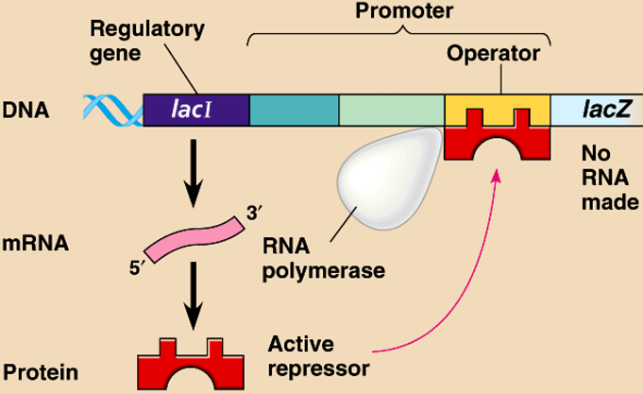 Promoter
Regulatory
gene
Operator
DNA
lacI
lacZ
No
RNA
made
mRNA
3′
5′
RNA
polymerase
Active
repressor
Protein